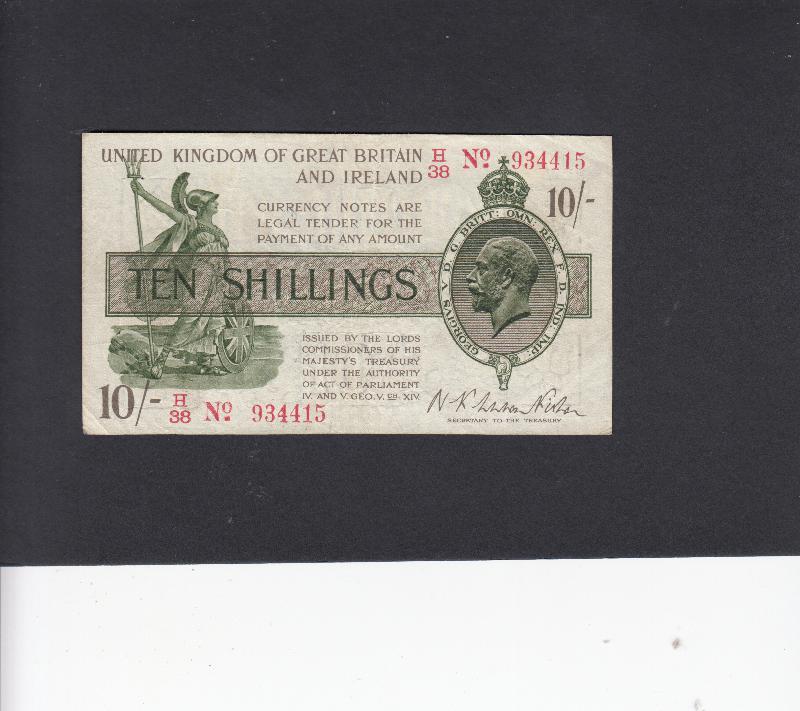 UNITED KINGDOM OF GREAT BRITAIN
AND IRELAND
H/38 No 934415
10/-
CURRENCY NOTES ARE
LEGAL TENDER FOR THE
PAYMENT OF ANY AMOUNT
TEN SHILLINGS
GEORGIVS V D. G. BRITT: OMN: REX F. D. IND: IMP:
ISSUED BY THE LORDS
COMMISSIONERS OF HIS
MAJESTY'S TREASURY
UNDER THE AUTHORITY
OF ACT OF PARLIAMENT
IV. AND V. GEO. V. CH. XIV.
10/- H/38 No 934415
SECRETARY TO THE TREASURY